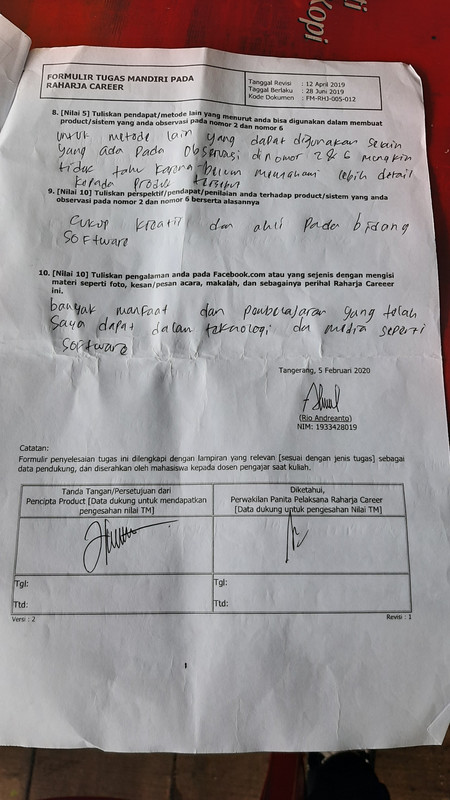 Kopi
FORMULIR TUGAS MANDIRI PADA
RAHARJA CAREER
Tanggal Revisi : 12 April 2019
Taggal Berlaku : 28 Juni 2019
Kode Dokumen : FM-RHJ-005-012
8. [Nilai 5] Tuliskan pendapat/metode lain yang menurut anda bisa digunakan dalam membuat
product/sistem yang anda observasi pada nomor 2 dan nomor 6
untuk metode lain yang dapat digunakan selain
yang ada pada observasi di nomor 2 & 6 mungkin
tidak tahu karena belum memahami lebih detail
kepada produk tersebut
9. [Nilai 10] Tuliskan perspektif/pendapat/penilaian anda terhadap product/sistem yang anda
observasi pada nomor 2 dan nomor 6 berserta alasannya
Cukup kreatif dan ahli pada bidang
software
10. [Nilai 10] Tuliskan pengalaman anda pada Facebook.com atau yang sejenis dengan mengisi
materi seperti foto, kesan/pesan acara, makalah, dan sebagainya perihal Raharja Careeer
ini.
banyak manfaat dan pembelajaran yang telah
saya dapat dalam teknologi da media seperti
software
Tangerang, 5 Februari 2020
(Rio Andreanto)
NIM: 1933428019
Catatan:
Formulir penyelesaian tugas ini dilengkapi dengan lampiran yang relevan [sesuai dengan jenis tugas] sebagai
data pendukung, dan diserahkan oleh mahasiswa kepada dosen pengajar saat kuliah.
Tanda Tangan/Persetujuan dari
Pencipta Product [Data dukung untuk mendapatkan
pengesahan nilai TM]
Diketahui,
Perwakilan Panita Pelaksana Raharja Career
[Data dukung untuk pengesahan Nilai TM]
Tgl:
Tgl:
Ttd:
Ttd:
Versi : 2
Revisi : 1